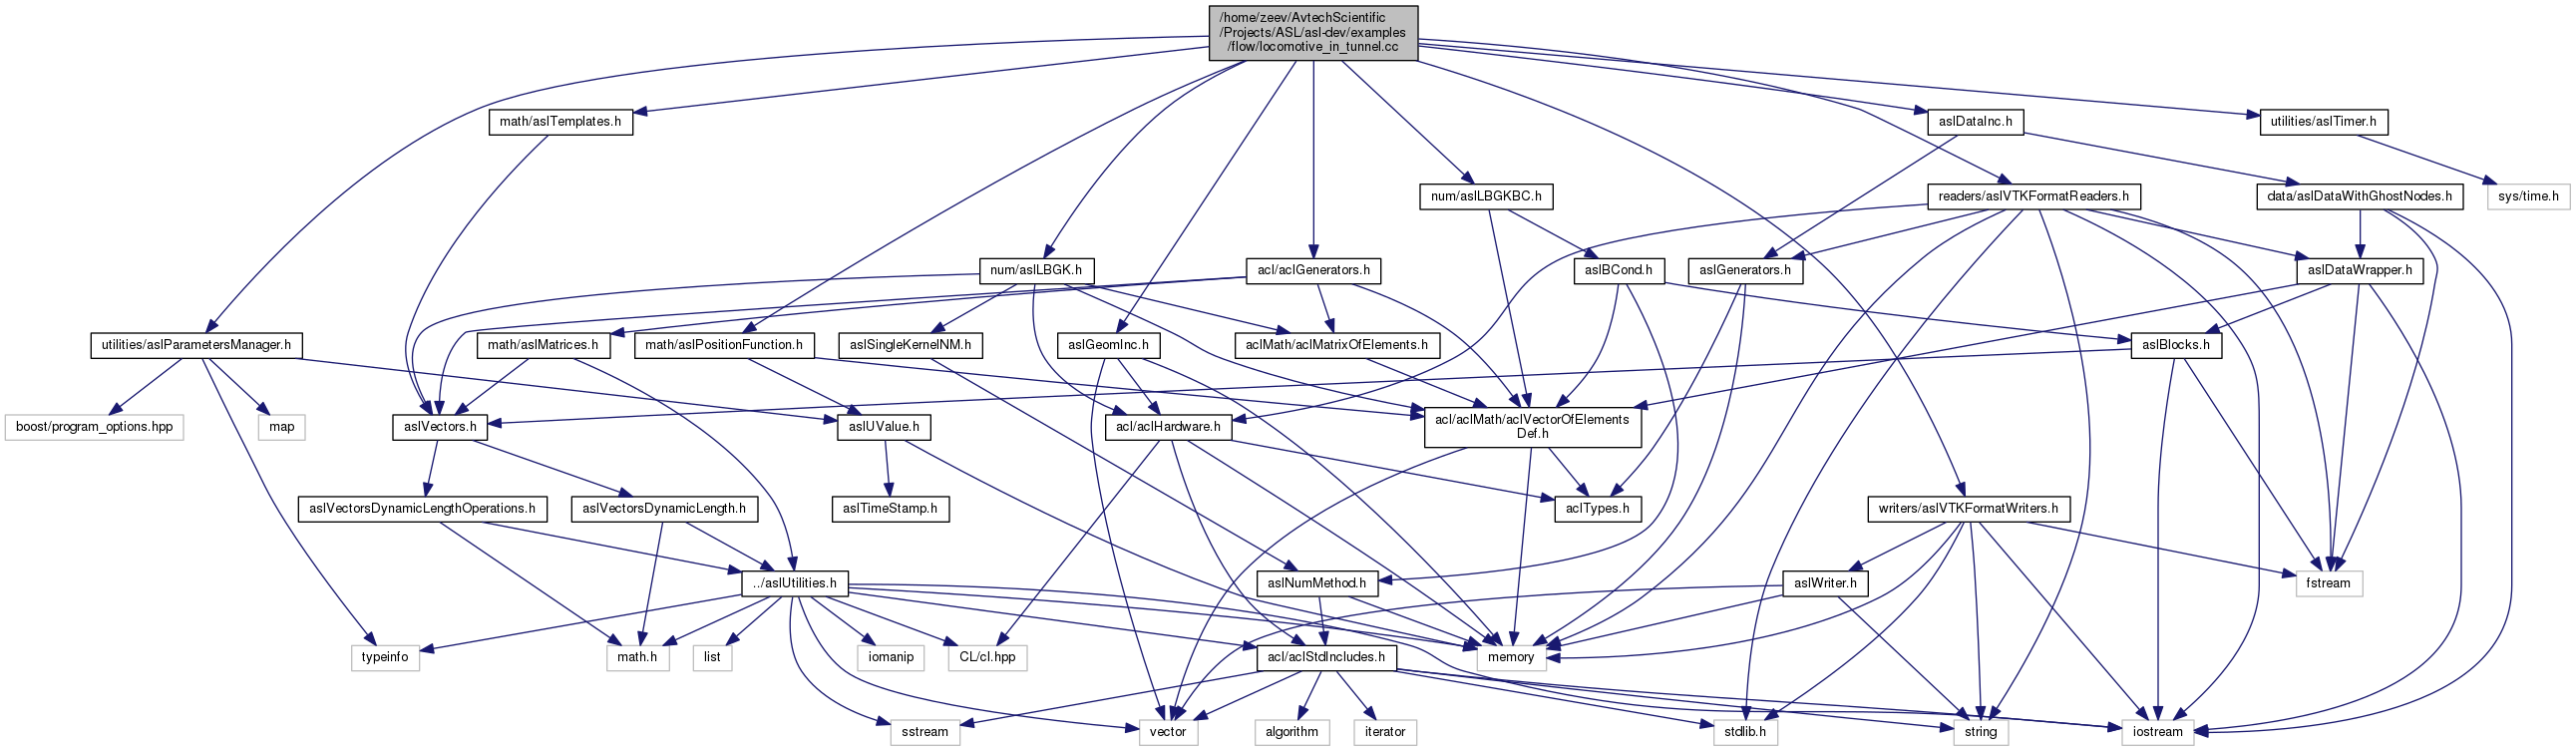 /home/zeev/AvtechScientific
/Projects/ASL/asl-dev/examples
/flow/locomotive_in_tunnel.cc
math/aslTemplates.h
aslDataInc.h
utilities/aslTimer.h
num/aslLBGKBC.h
readers/aslVTKFormatReaders.h
data/aslDataWithGhostNodes.h
sys/time.h
num/aslLBGK.h
acl/aclGenerators.h
aslBCond.h
aslGenerators.h
aslDataWrapper.h
utilities/aslParametersManager.h
math/aslMatrices.h
math/aslPositionFunction.h
aslSingleKernelNM.h
aslGeomInc.h
aclMath/aclMatrixOfElements.h
aslBlocks.h
boost/program_options.hpp
map
aslVectors.h
aslUValue.h
acl/aclHardware.h
acl/aclMath/aclVectorOfElements
Def.h
aslVectorsDynamicLengthOperations.h
aslVectorsDynamicLength.h
aslTimeStamp.h
aclTypes.h
writers/aslVTKFormatWriters.h
../aslUtilities.h
aslNumMethod.h
aslWriter.h
fstream
typeinfo
math.h
list
iomanip
CL/cl.hpp
acl/aclStdIncludes.h
memory
sstream
vector
algorithm
iterator
stdlib.h
string
iostream